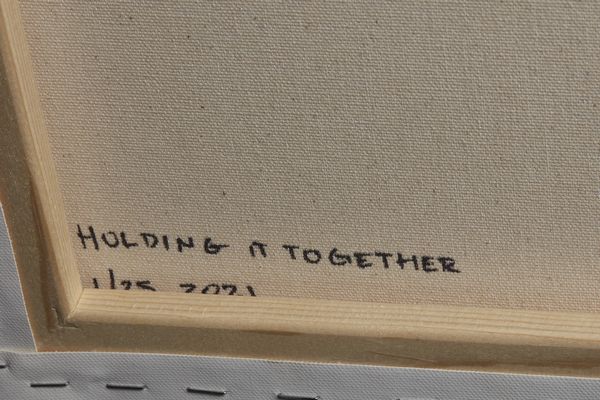 HOLDING IT TOGETHER
1/25 2021